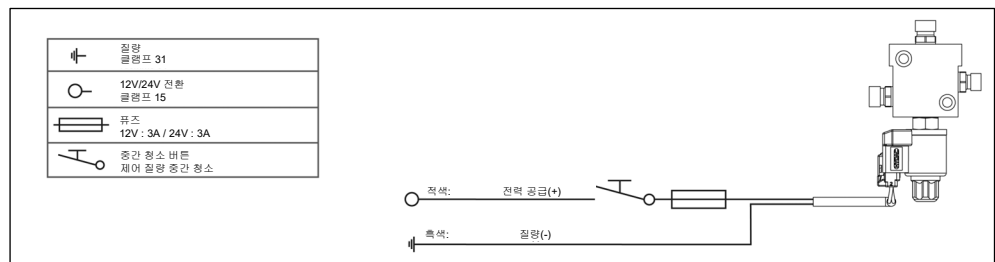 질량
클램프 31
12V/24V 전환
클램프 15
퓨즈
12V : 3A / 24V : 3A
중간 청소 버튼
제어 질량 중간 청소
적색: 전력 공급(+)
흑색: 질량(-)